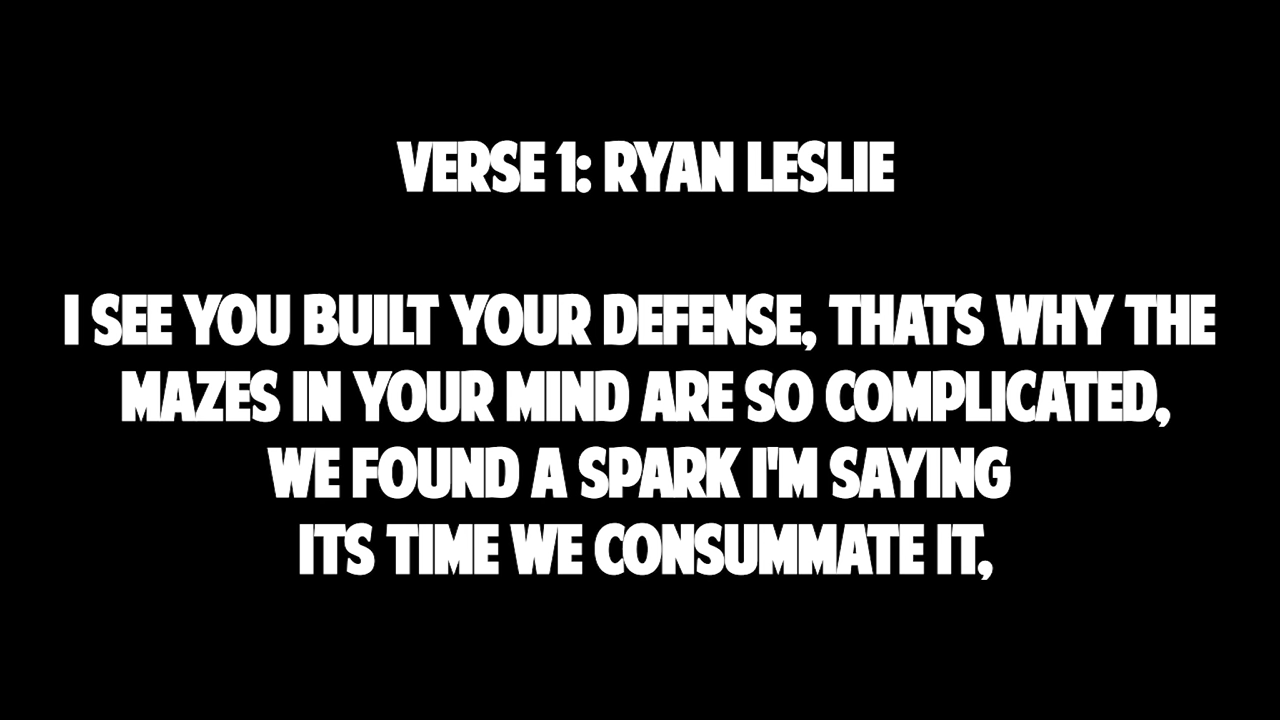 VERSE 1: RYAN LESLIE
I SEE YOU BUILT YOUR DEFENSE, THATS WHY THE
MAZES IN YOUR MIND ARE SO COMPLICATED,
WE FOUND A SPARK I'M SAYING
ITS TIME WE CONSUMMATE IT,